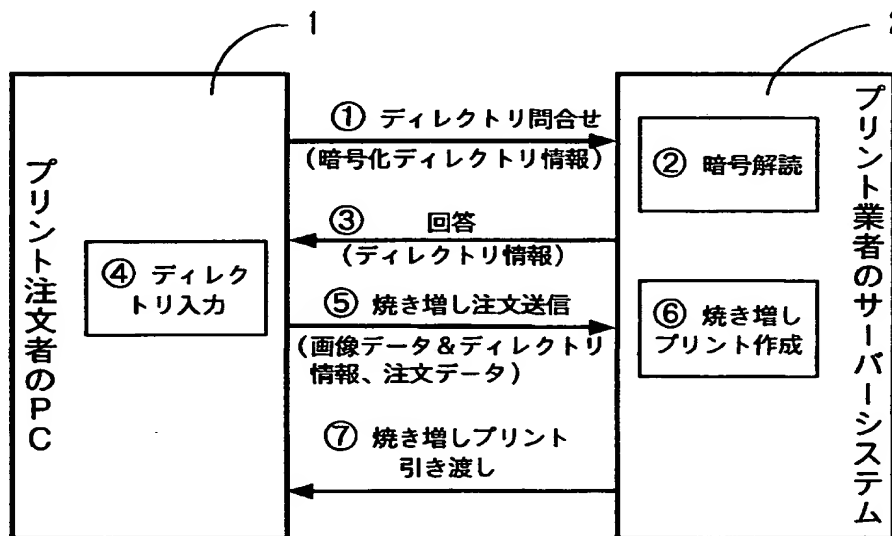 1
2
プリント注文者のPC
① ディレクトリ問合せ
(暗号化ディレクトリ情報)
② 暗号解読
③ 回答
(ディレクトリ情報)
④ ディレク
トリ入力
⑤ 焼き増し注文送信
(画像データ&ディレクトリ
情報、注文データ)
⑥ 焼き増し
プリント作成
⑦ 焼き増しプリント
引き渡し
プリント業者のサーバーシステム